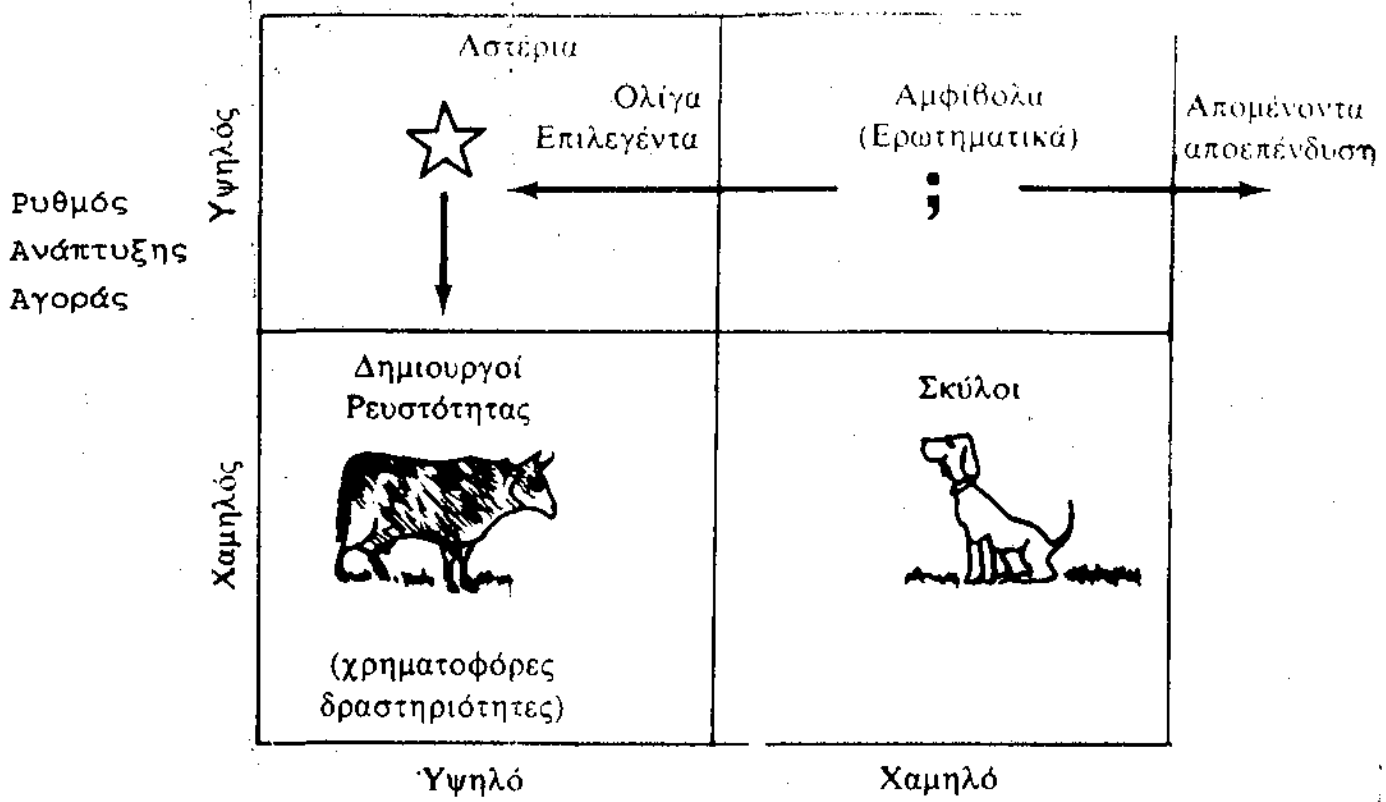 Αστέρια
Ολίγα
Επιλεγέντα
Αμφίβολα
(Ερωτηματικά)
;
Απομένοντα
αποεπένδυση
Υψηλός
Ρυθμός
Ανάπτυξης
Αγοράς
Δημιουργοί
Ρευστότητας
Σκύλοι
Χαμηλός
(χρηματοφόρες
δραστηριότητες)
Υψηλό
Χαμηλό